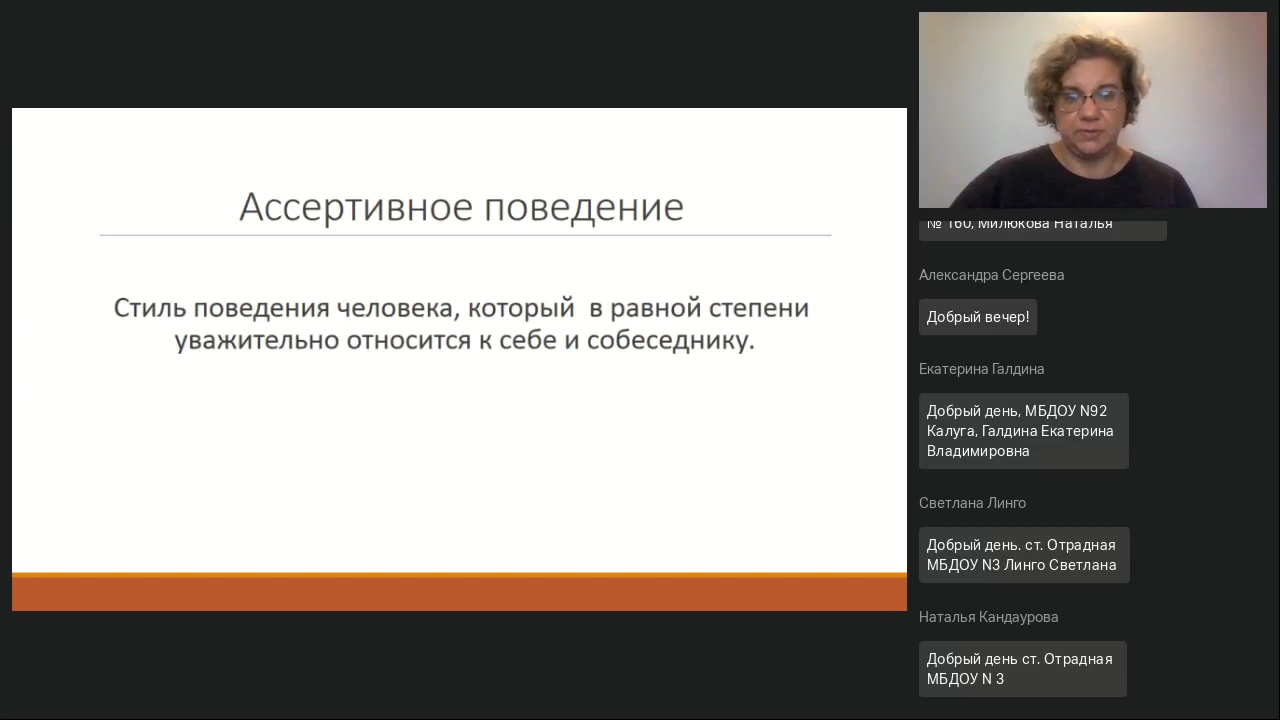 Ассертивное поведение
Стиль поведения человека, который в равной степени
уважительно относится к себе и собеседнику.
№ 160, Милюкова Наталья
Александра Сергеева
Добрый вечер!
Екатерина Галдина
Добрый день, МБДОУ N92
Калуга, Галдина Екатерина
Владимировна
Светлана Линго
Добрый день. ст. Отрадная
МБДОУ N3 Линго Светлана
Наталья Кандаурова
Добрый день ст. Отрадная
МБДОУ N 3